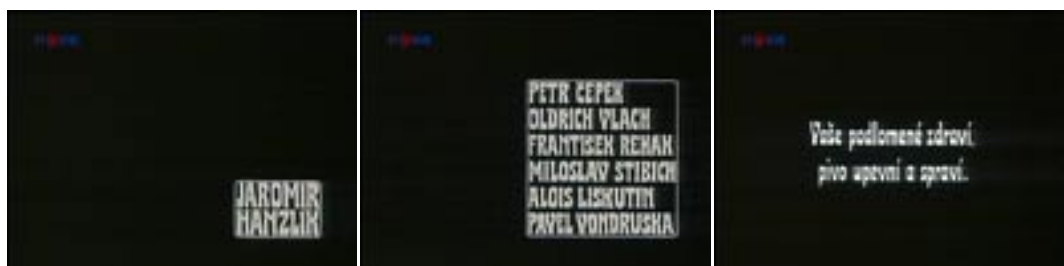 JAROMIR
HANZLIK
PETR ČEPEK
OLDRICH VLACH
FRANTISEK REHAK
MILOSLAV STIBICH
ALOIS LISKUTIN
PAVEL VONDRUSKA
Vaše podlomené zdraví,
pivo upevní a spraví..